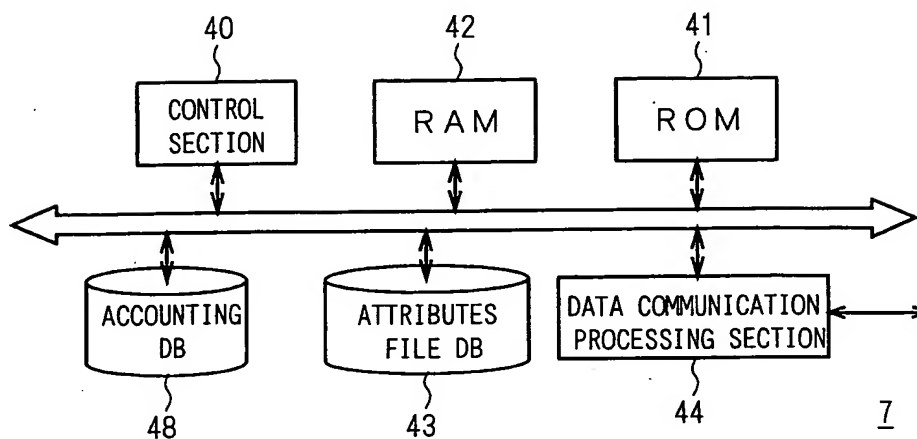 40
42
41
CONTROL
SECTION
RAM
ROM
ACCOUNTING
DB
ATTRIBUTES
FILE DB
DATA COMMUNICATION
PROCESSING SECTION
48
43
44
7